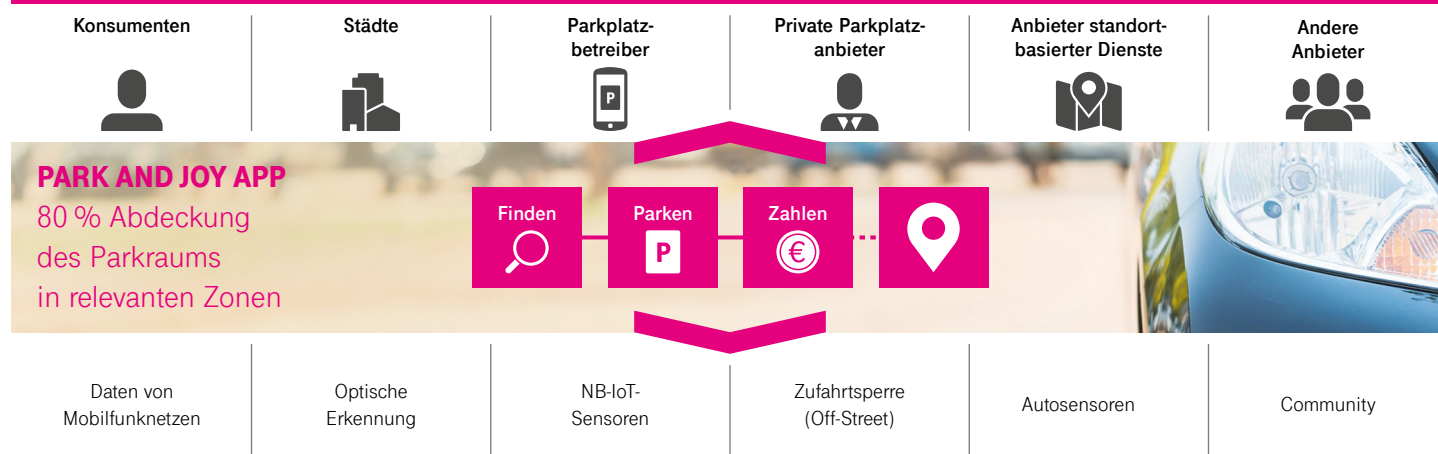 Konsumenten
Städte
Parkplatz-
betreiber
Private Parkplatz-
anbieter
Anbieter standort-
basierter Dienste
Andere
Anbieter
P
PARK AND JOY APP
80 % Abdeckung
des Parkraums
in relevanten Zonen
Finden
Parken
P
Zahlen
€
Daten von
Mobilfunknetzen
Optische
Erkennung
NB-IoT-
Sensoren
Zufahrtsperre
(Off-Street)
Autosensoren
Community